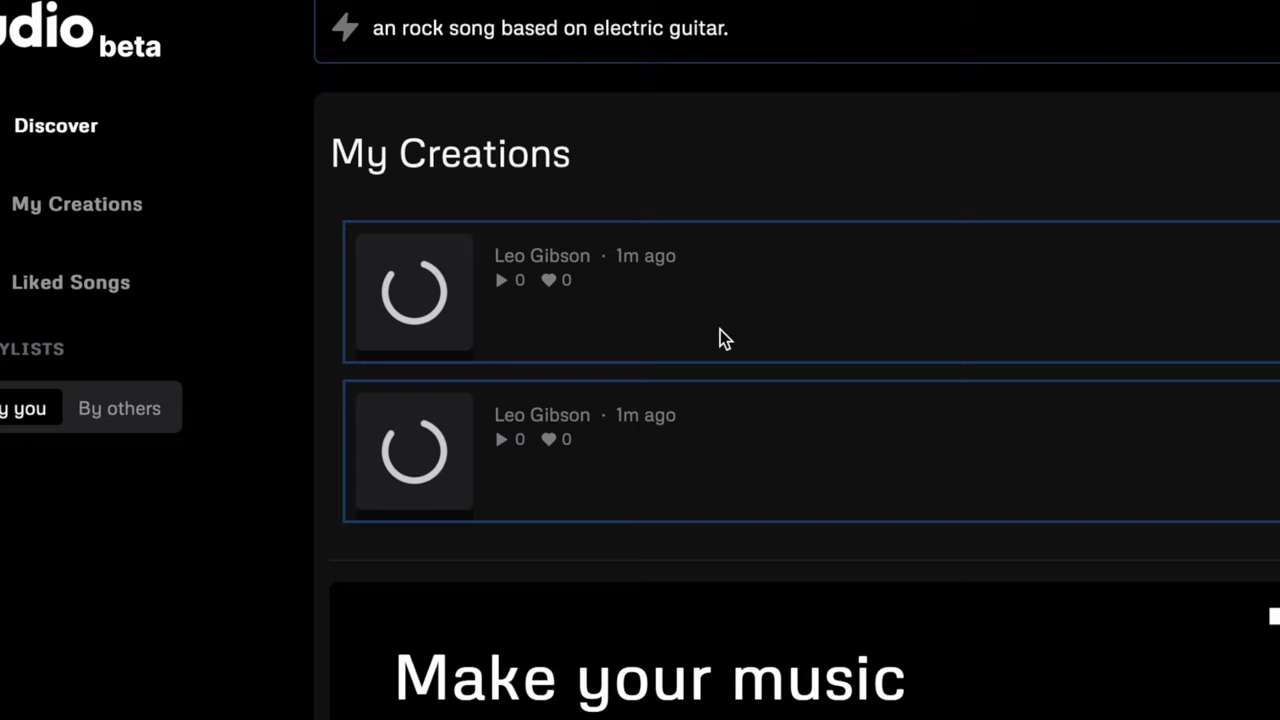 udio beta
an rock song based on electric guitar.
Discover
My Creations
Liked Songs
YLISTS
y you
By others
My Creations
Leo Gibson · 1m ago
0 0
Leo Gibson · 1m ago
0 0
Make your music